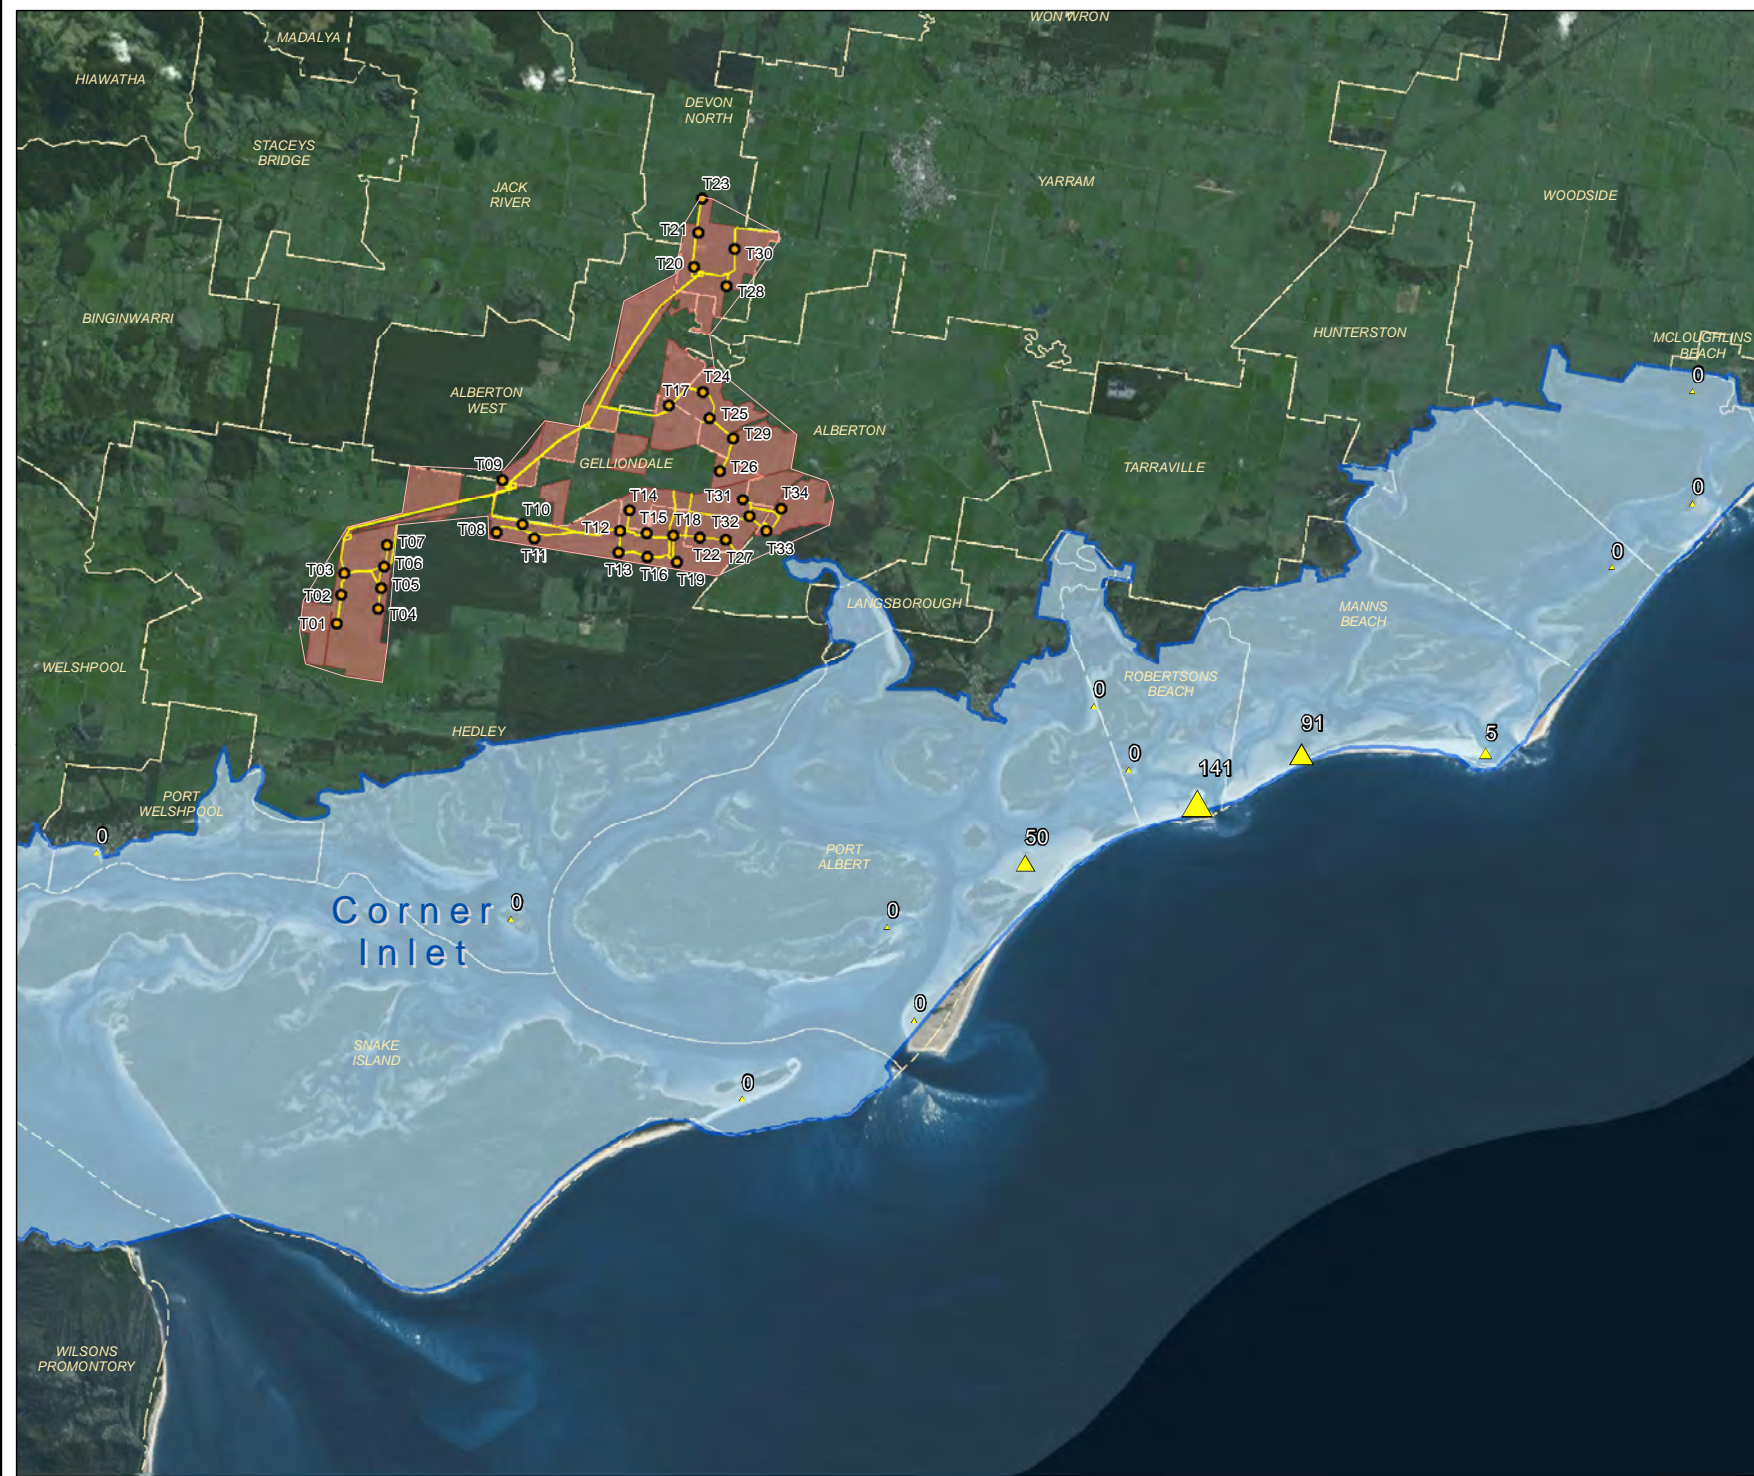 WON WRON
MADALYA
HIAWATHA
DEVON
NORTH
STACEYS
BRIDGE
JACK
RIVER
YARRAM
WOODSIDE
T23
T21
T30
T20
T28
BINGINWARRI
HUNTERSTON
MCLOUGHLINS
BEACH
0
ALBERTON
WEST
T17
T24
T25
ALBERTON
T29
T09
GELLIONDALE
T26
TARRAVILLE
0
T14
T31
T34
T10
T08
T12
T15
T18
T32
T11
T22
T27
T33
T07
T13
T16
T19
0
T03
T06
T02
T05
T04
T01
LANGSBOROUGH
MANNS
BEACH
WELSHPOOL
ROBERTSONS
BEACH
0
HEDLEY
91
5
0
141
PORT
WELSHPOOL
0
50
PORT
ALBERT
Corner
Inlet
0
0
0
SNAKE
ISLAND
0
WILSONS
PROMONTORY